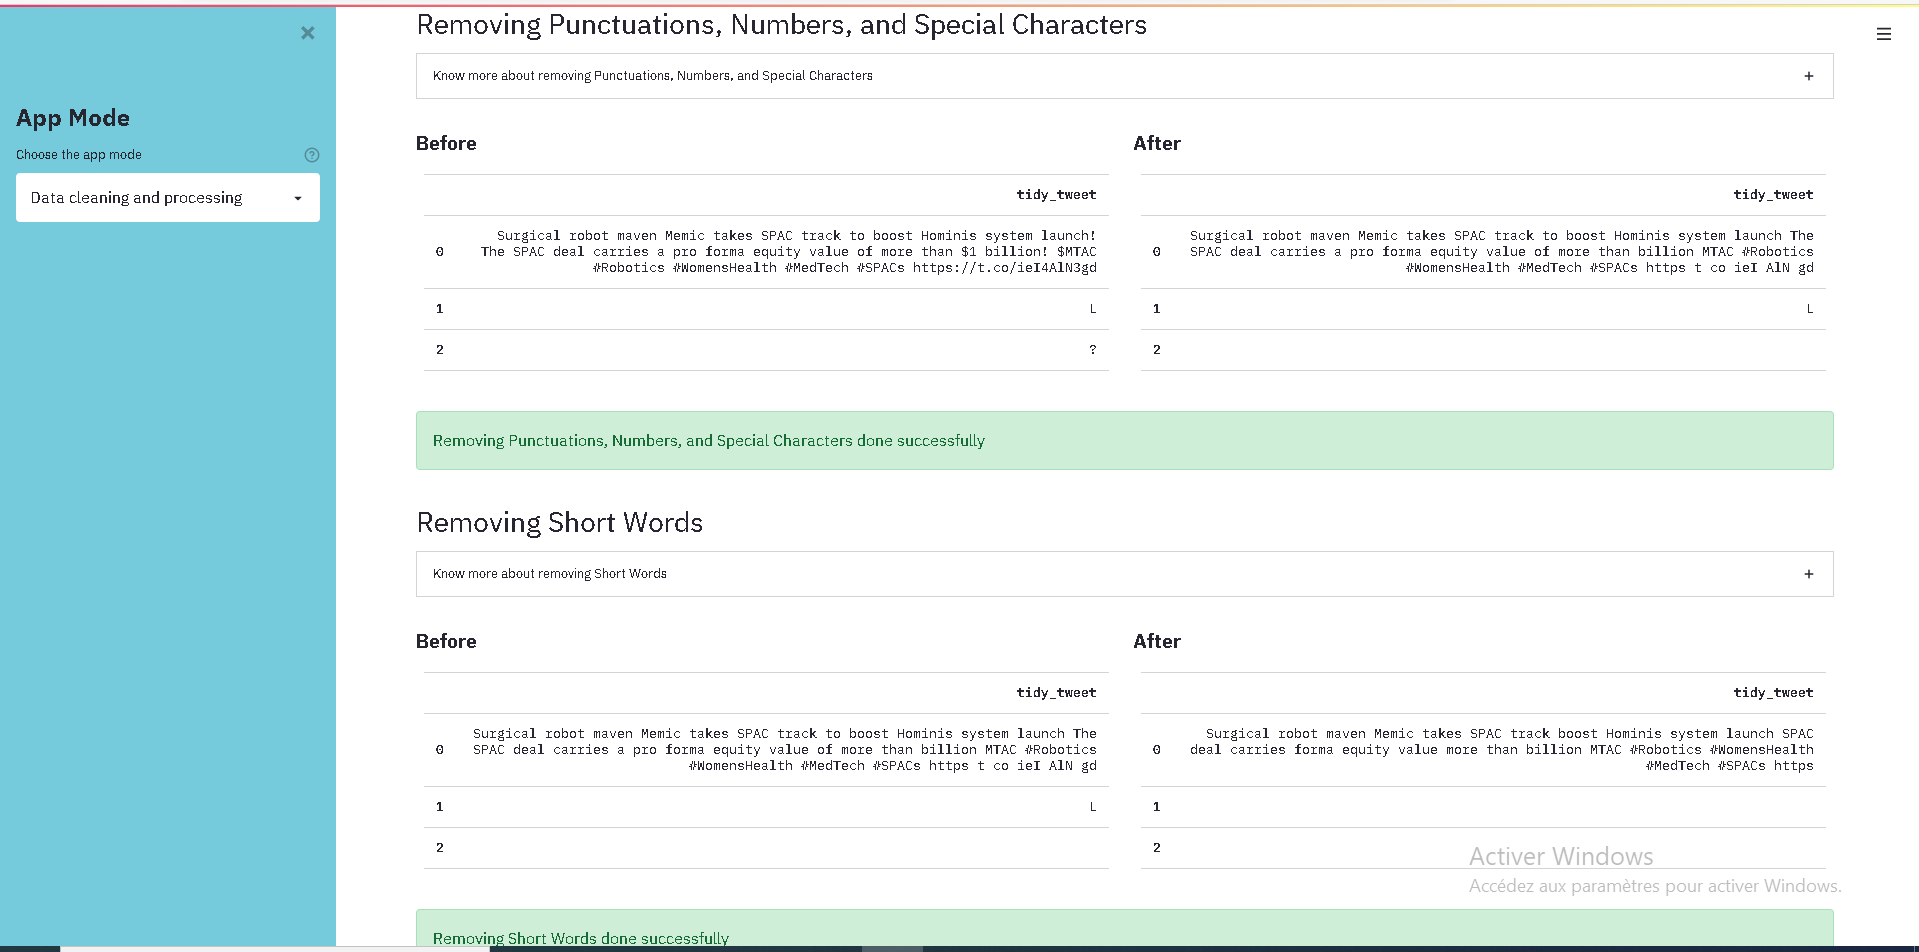 Removing Punctuations, Numbers, and Special Characters
Know more about removing Punctuations, Numbers, and Special Characters
App Mode
Choose the app mode
Data cleaning and processing
Before
tidy_tweet
0
Surgical robot maven Memic takes SPAC track to boost Hominis system launch!
The SPAC deal carries a pro forma equity value of more than $1 billion! $MTAC
#Robotics #WomensHealth #MedTech #SPACs https://t.co/ieI4AlN3gd
1 L
2 ?
After
tidy_tweet
0
Surgical robot maven Memic takes SPAC track to boost Hominis system launch The
SPAC deal carries a pro forma equity value of more than billion MTAC #Robotics
#WomensHealth #MedTech #SPACs https t co ieI AlN gd
1 L
2
Removing Punctuations, Numbers, and Special Characters done successfully
Removing Short Words
Know more about removing Short Words
Before
tidy_tweet
0
Surgical robot maven Memic takes SPAC track to boost Hominis system launch The
SPAC deal carries a pro forma equity value of more than billion MTAC #Robotics
#WomensHealth #MedTech #SPACs https t co ieI AlN gd
1 L
2
After
tidy_tweet
0
Surgical robot maven Memic takes SPAC track boost Hominis system launch SPAC
deal carries forma equity value more than billion MTAC #Robotics #WomensHealth
#MedTech #SPACs https
1
2
Activer Windows
Accédez aux paramètres pour activer Windows.
Removing Short Words done successfully